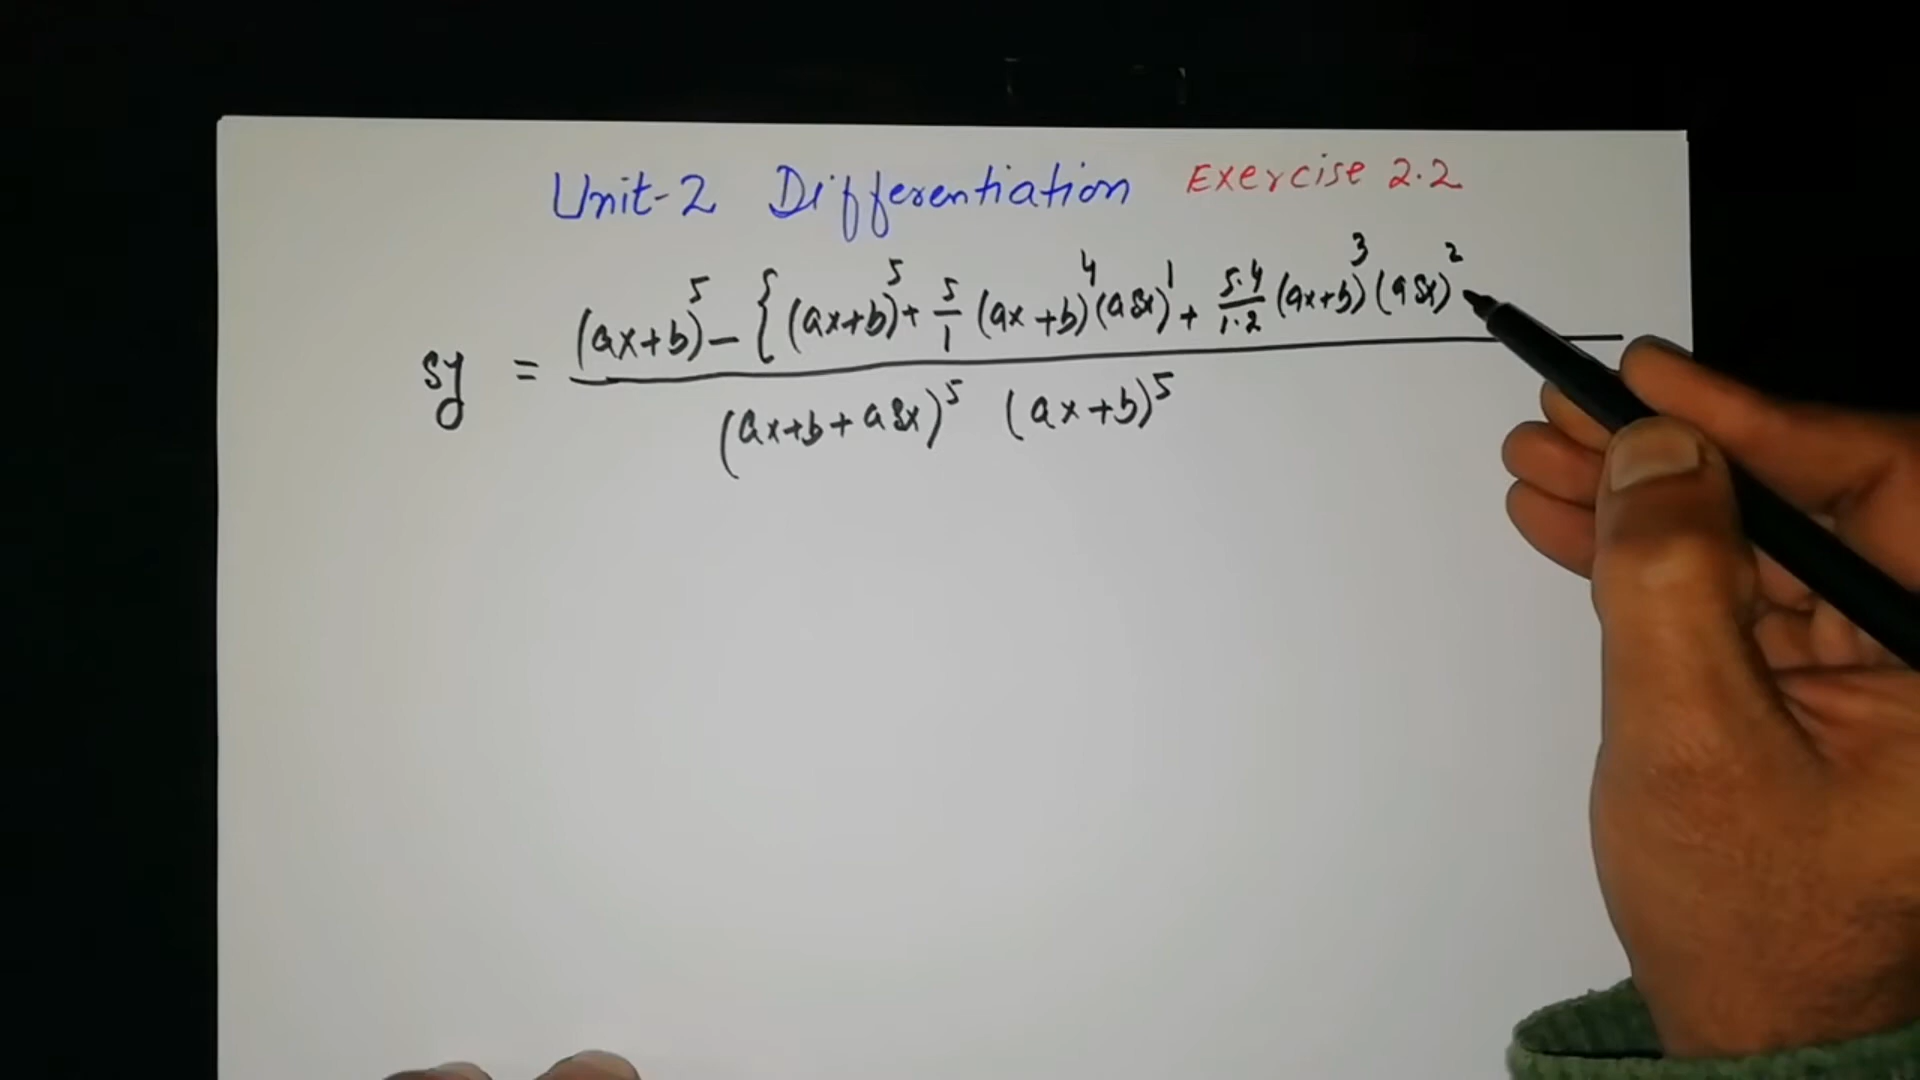 Unit-2 Differentiation Exercise 2.2
δy = (ax+b)^5 - { (ax+b)^5 + 5/1 (ax+b)^4 (aδx)^1 + 5.4/1.2 (ax+b)^3 (aδx)^2
(ax+b+aδx)^5 (ax+b)^5